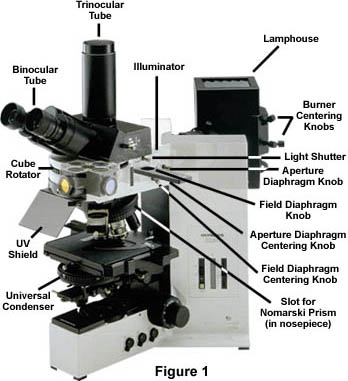 Trinocular
Tube
Lamphouse
Binocular
Tube
Illuminator
Burner
Centering
Knobs
Cube
Rotator
Light Shutter
Aperture
Diaphragm Knob
Field Diaphragm
Knob
UV
Shield
Aperture Diaphragm
Centering Knob
Field Diaphragm
Centering Knob
Universal
Condenser
Slot for
Nomarski Prism
(in nosepiece)
Figure 1